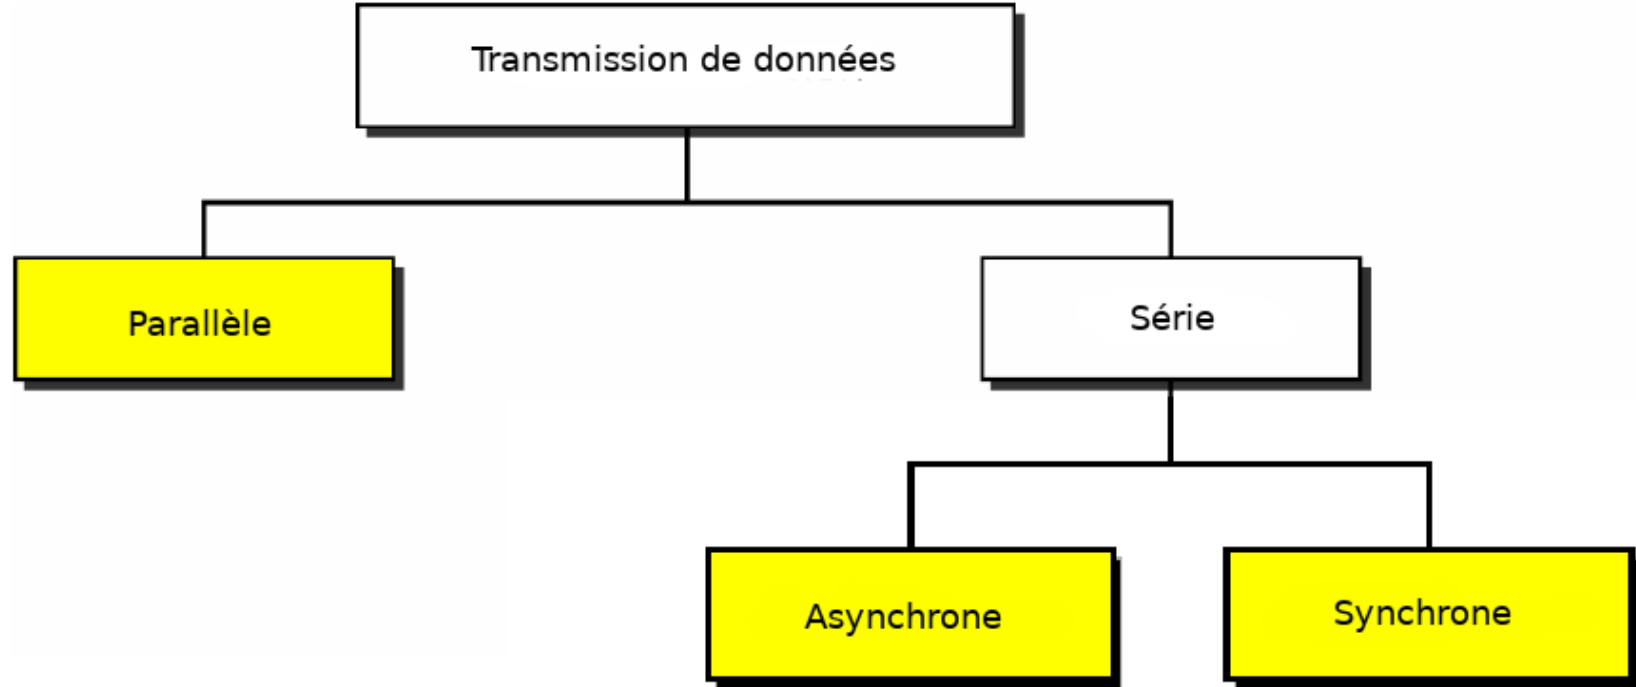 Transmission de données
Parallèle
Série
Asynchrone
Synchrone